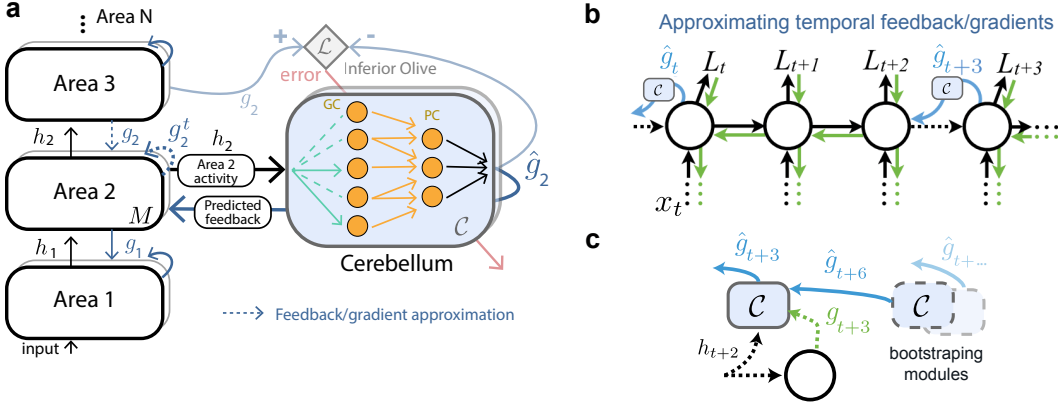 a
Area N
Area 3
h₂
g₂
g₂ᵗ
Area 2
M
h₁
g₁
Area 1
input
h₂
Area 2
activity
Predicted
feedback
g₂
+
ℒ
-
error
Inferior Olive
GC
PC
𝒞
ĝ₂
Cerebellum
Feedback/gradient approximation
b
Approximating temporal feedback/gradients
ĝₜ
Lₜ
Lₜ₊₁
Lₜ₊₂
ĝₜ₊₃
Lₜ₊₃
𝒞
𝒞
xₜ
c
ĝₜ₊₃
ĝₜ₊₆
ĝₜ₊...
𝒞
𝒞
gₜ₊₃
hₜ₊₂
bootstraping
modules